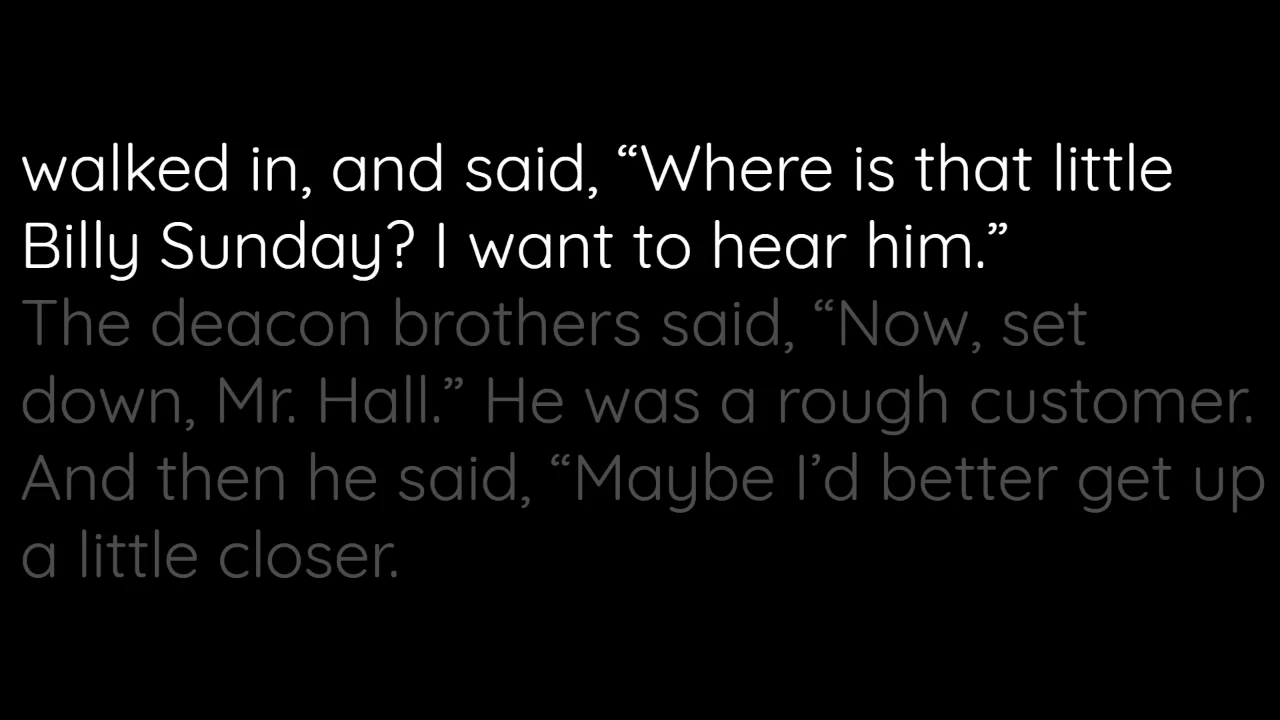 walked in, and said, “Where is that little
Billy Sunday? I want to hear him.”
The deacon brothers said, “Now, set
down, Mr. Hall.” He was a rough customer.
And then he said, “Maybe I’d better get up
a little closer.